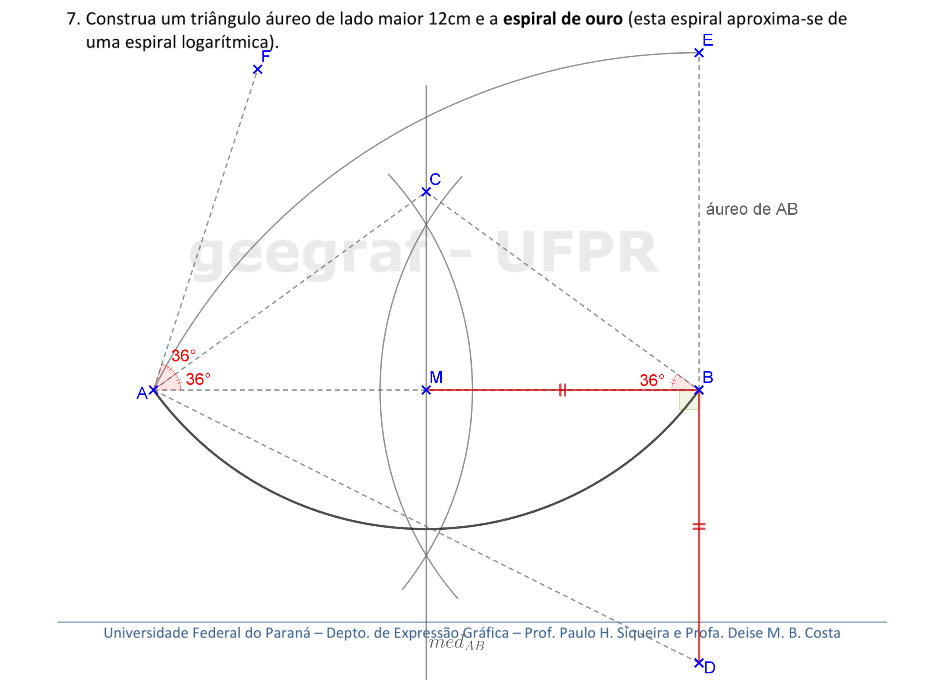 7. Construa um triângulo áureo de lado maior 12cm e a espiral de ouro (esta espiral aproxima-se de
uma espiral logarítmica).
E
F
C
áureo de AB
geegraf - UFPR
36°
36°
M
36°
B
A
Universidade Federal do Paraná – Depto. de Expressão Gráfica – Prof. Paulo H. Siqueira e Profa. Deise M. B. Costa
med_AB
D